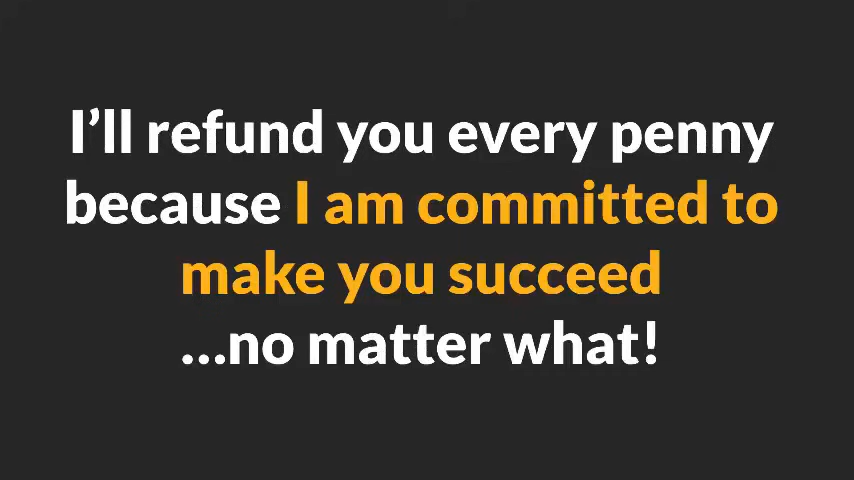 I'll refund you every penny
because I am committed to
make you succeed
...no matter what!